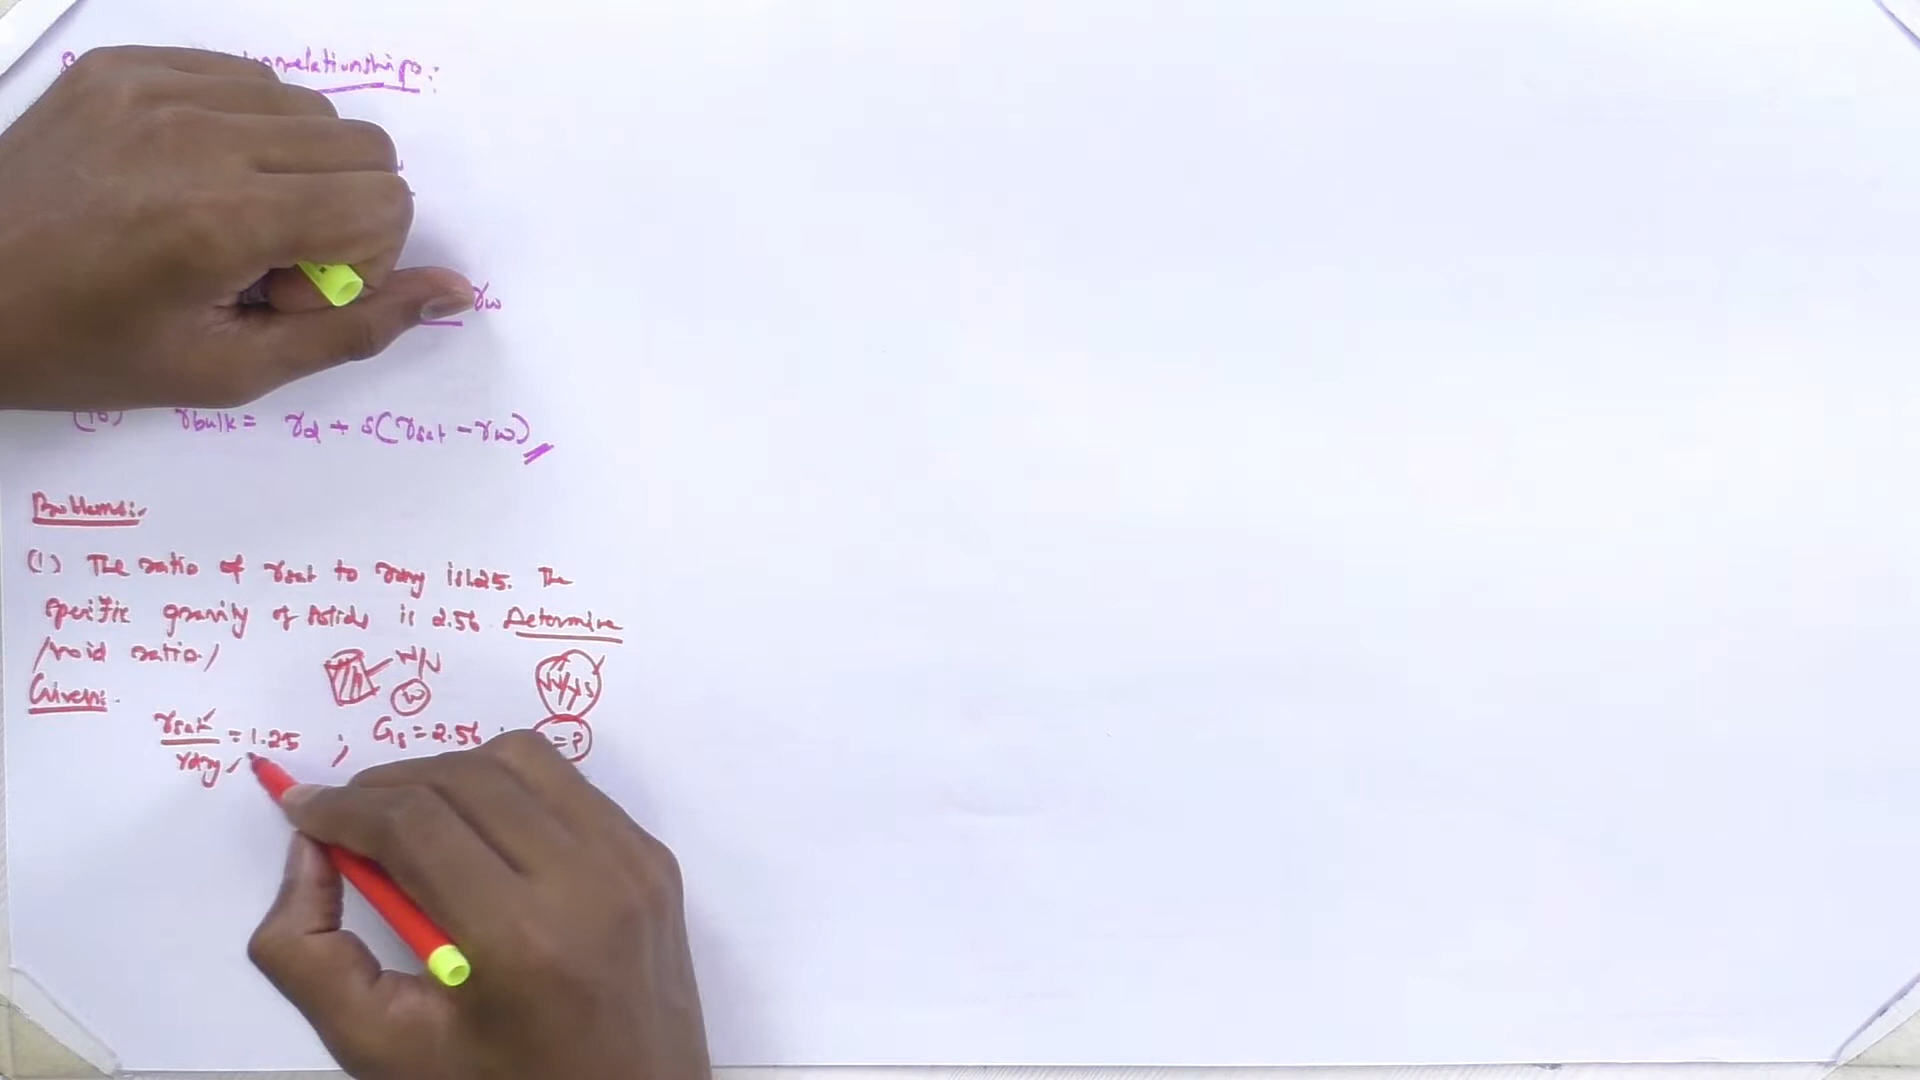 relationships:
γw
γbulk = γd + s(γsat - γw)
Problems:-
(1) The ratio of γsat to γdry is 1.25. The
specific gravity of solids is 2.56. Determine
/void ratio./
W/V
W
Given:-
γsat/γdry = 1.25 ; Gs = 2.56 ; =?